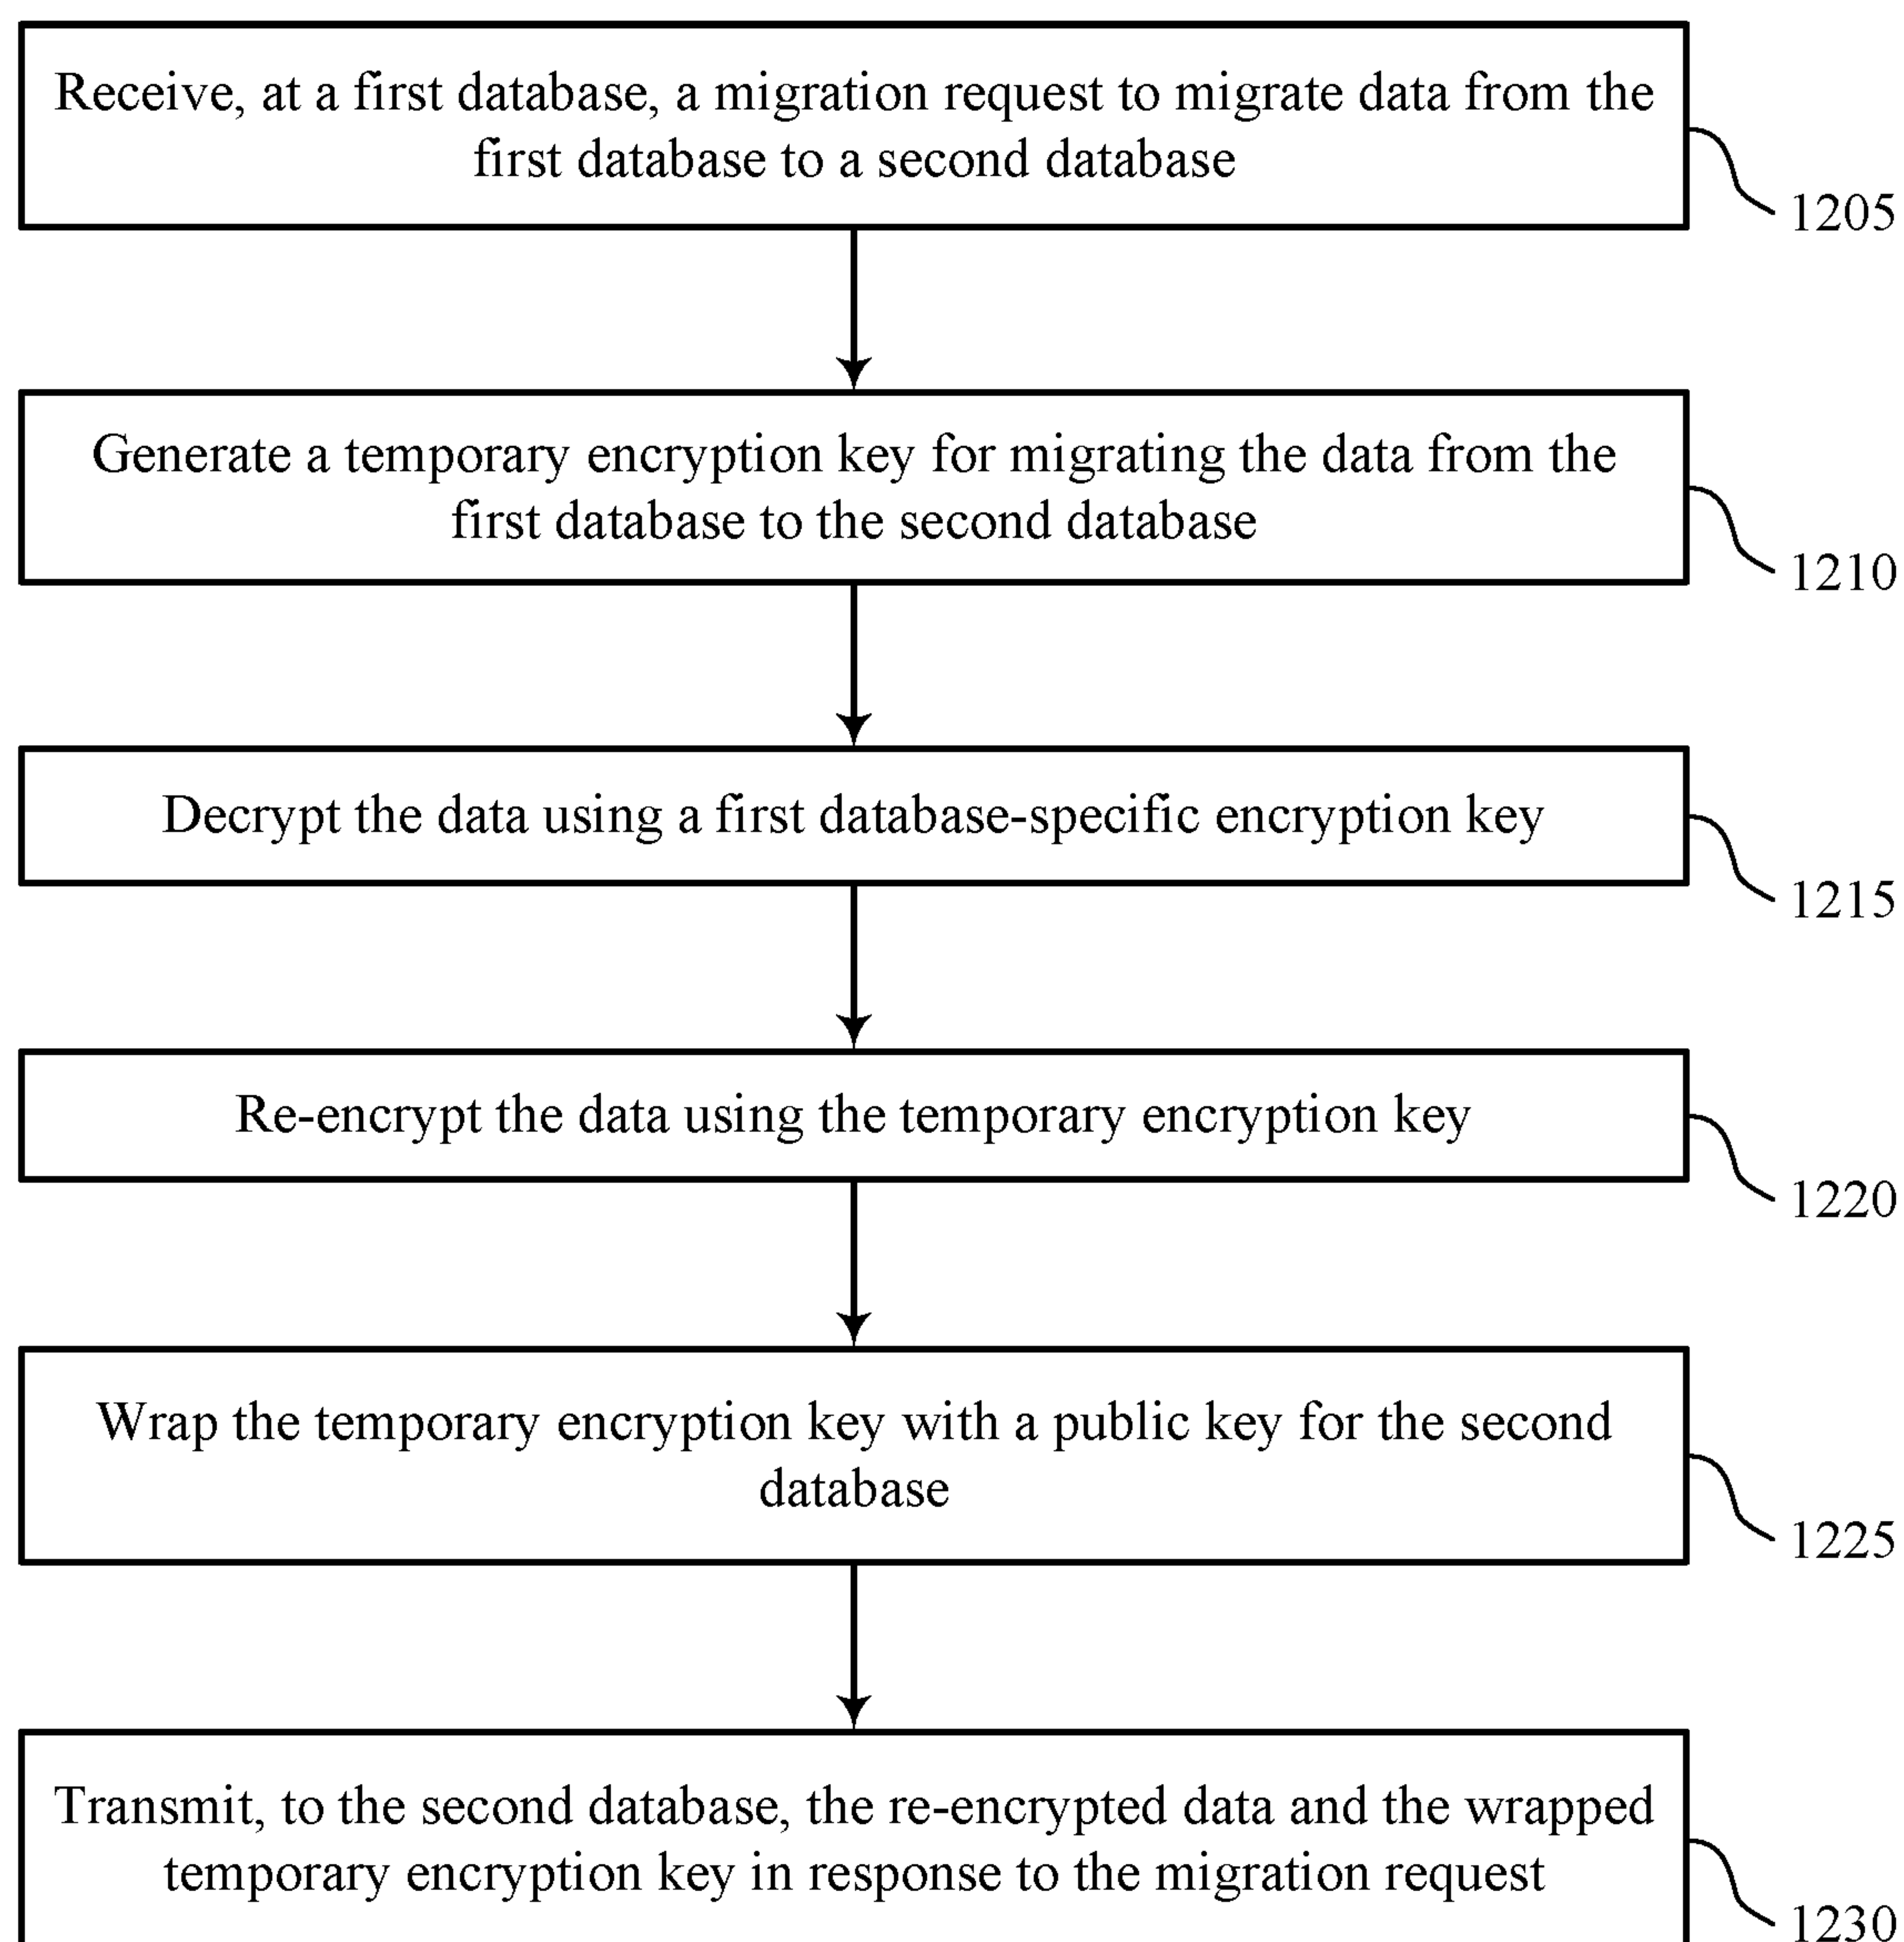 Receive, at a first database, a migration request to migrate data from the
first database to a second database
1205
Generate a temporary encryption key for migrating the data from the
first database to the second database
1210
Decrypt the data using a first database-specific encryption key
1215
Re-encrypt the data using the temporary encryption key
1220
Wrap the temporary encryption key with a public key for the second
database
1225
Transmit, to the second database, the re-encrypted data and the wrapped
temporary encryption key in response to the migration request
1230